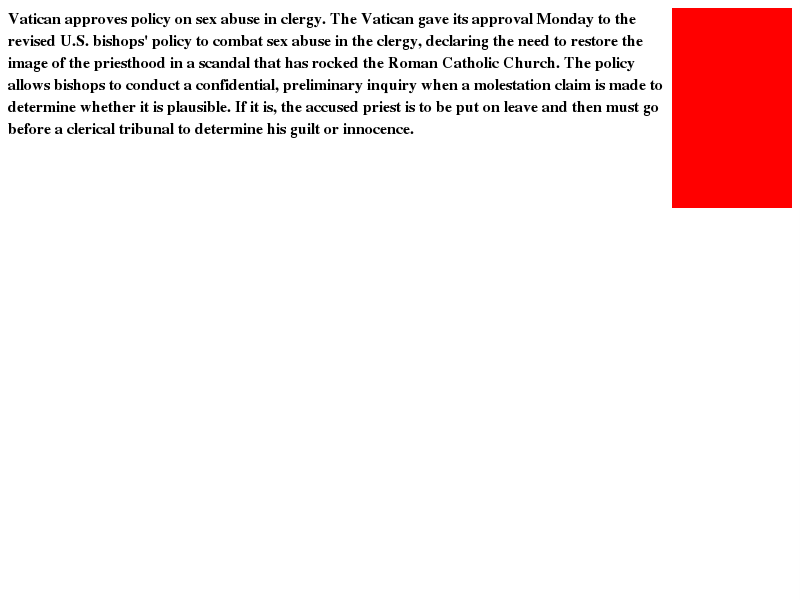 Vatican approves policy on sex abuse in clergy. The Vatican gave its approval Monday to the
revised U.S. bishops' policy to combat sex abuse in the clergy, declaring the need to restore the
image of the priesthood in a scandal that has rocked the Roman Catholic Church. The policy
allows bishops to conduct a confidential, preliminary inquiry when a molestation claim is made to
determine whether it is plausible. If it is, the accused priest is to be put on leave and then must go
before a clerical tribunal to determine his guilt or innocence.